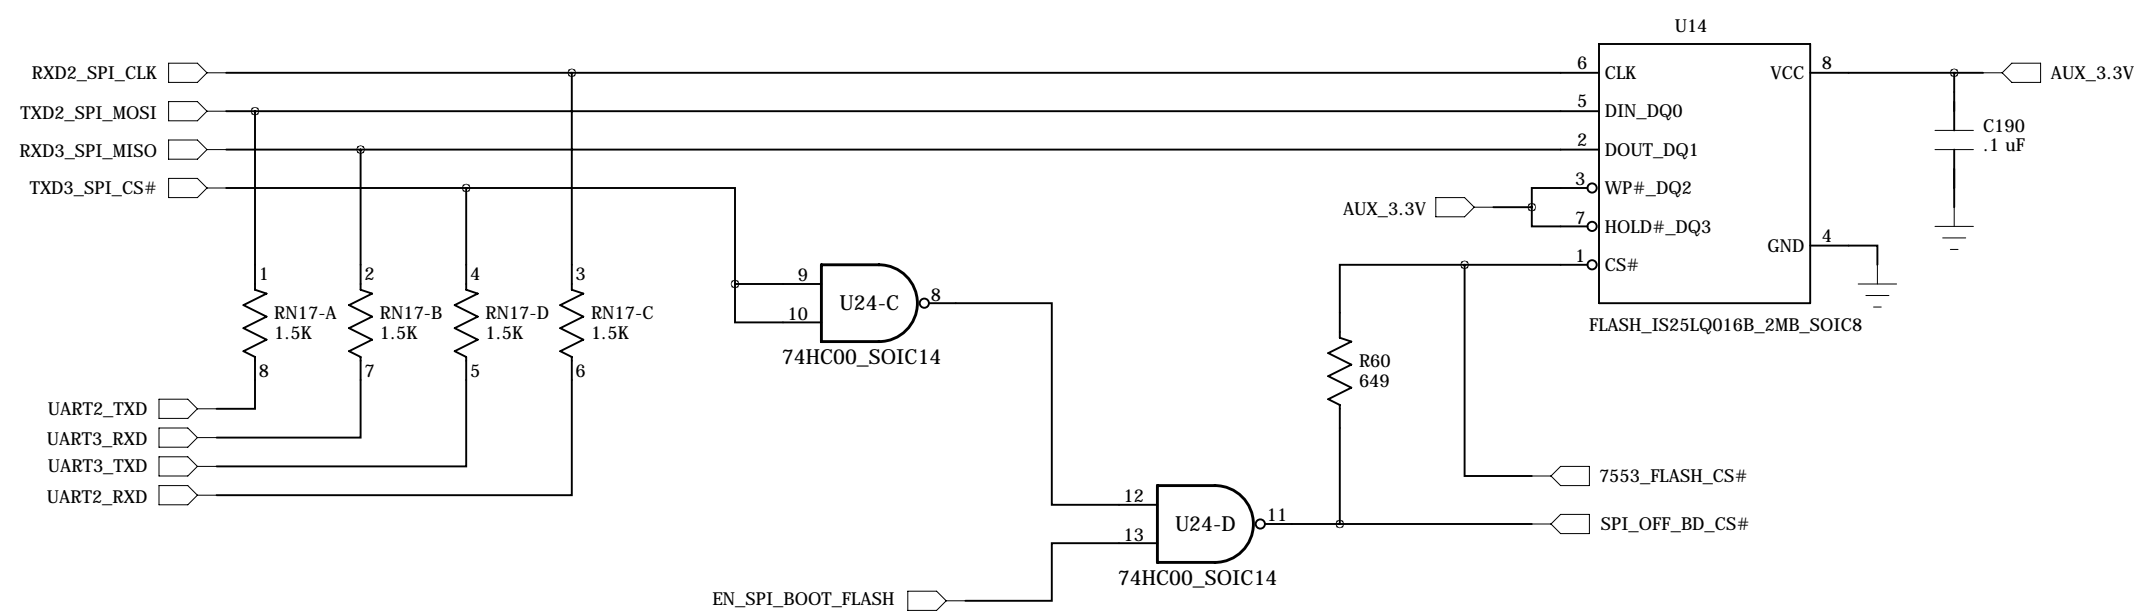 U14
RXD2_SPI_CLK
6
CLK
VCC
8
AUX_3.3V
TXD2_SPI_MOSI
5
DIN_DQ0
C190
.1 uF
RXD3_SPI_MISO
2
DOUT_DQ1
TXD3_SPI_CS#
3
WP#_DQ2
AUX_3.3V
7
HOLD#_DQ3
GND
4
1
CS#
FLASH_IS25LQ016B_2MB_SOIC8
1
2
4
3
RN17-A
1.5K
RN17-B
1.5K
RN17-D
1.5K
RN17-C
1.5K
8
7
5
6
9
10
U24-C
8
74HC00_SOIC14
R60
649
UART2_TXD
UART3_RXD
UART3_TXD
UART2_RXD
7553_FLASH_CS#
12
13
U24-D
11
SPI_OFF_BD_CS#
74HC00_SOIC14
EN_SPI_BOOT_FLASH